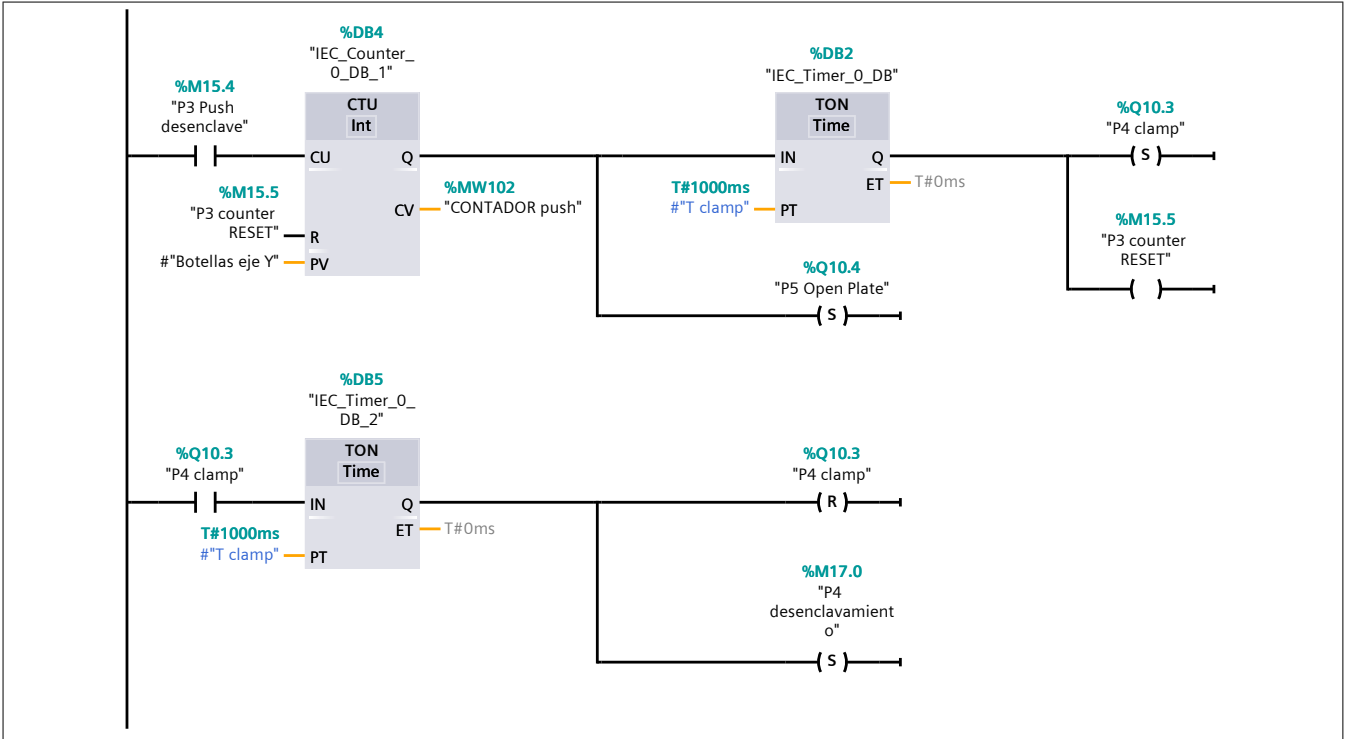 %DB4
"IEC_Counter_
0_DB_1"
%DB2
"IEC_Timer_0_DB"
%M15.4
"P3 Push
desenclave"
CTU
Int
TON
Time
%Q10.3
"P4 clamp"
CU
Q
IN
Q
( S )
T#1000ms
#"T clamp"
PT
ET
T#0ms
%M15.5
"P3 counter
RESET"
R
CV
%MW102
"CONTADOR push"
#"Botellas eje Y"
PV
%M15.5
"P3 counter
RESET"
( )
%Q10.4
"P5 Open Plate"
( S )
%DB5
"IEC_Timer_0_
DB_2"
%Q10.3
"P4 clamp"
TON
Time
%Q10.3
"P4 clamp"
IN
Q
( R )
T#1000ms
#"T clamp"
PT
ET
T#0ms
%M17.0
"P4
desenclavamient
o"
( S )